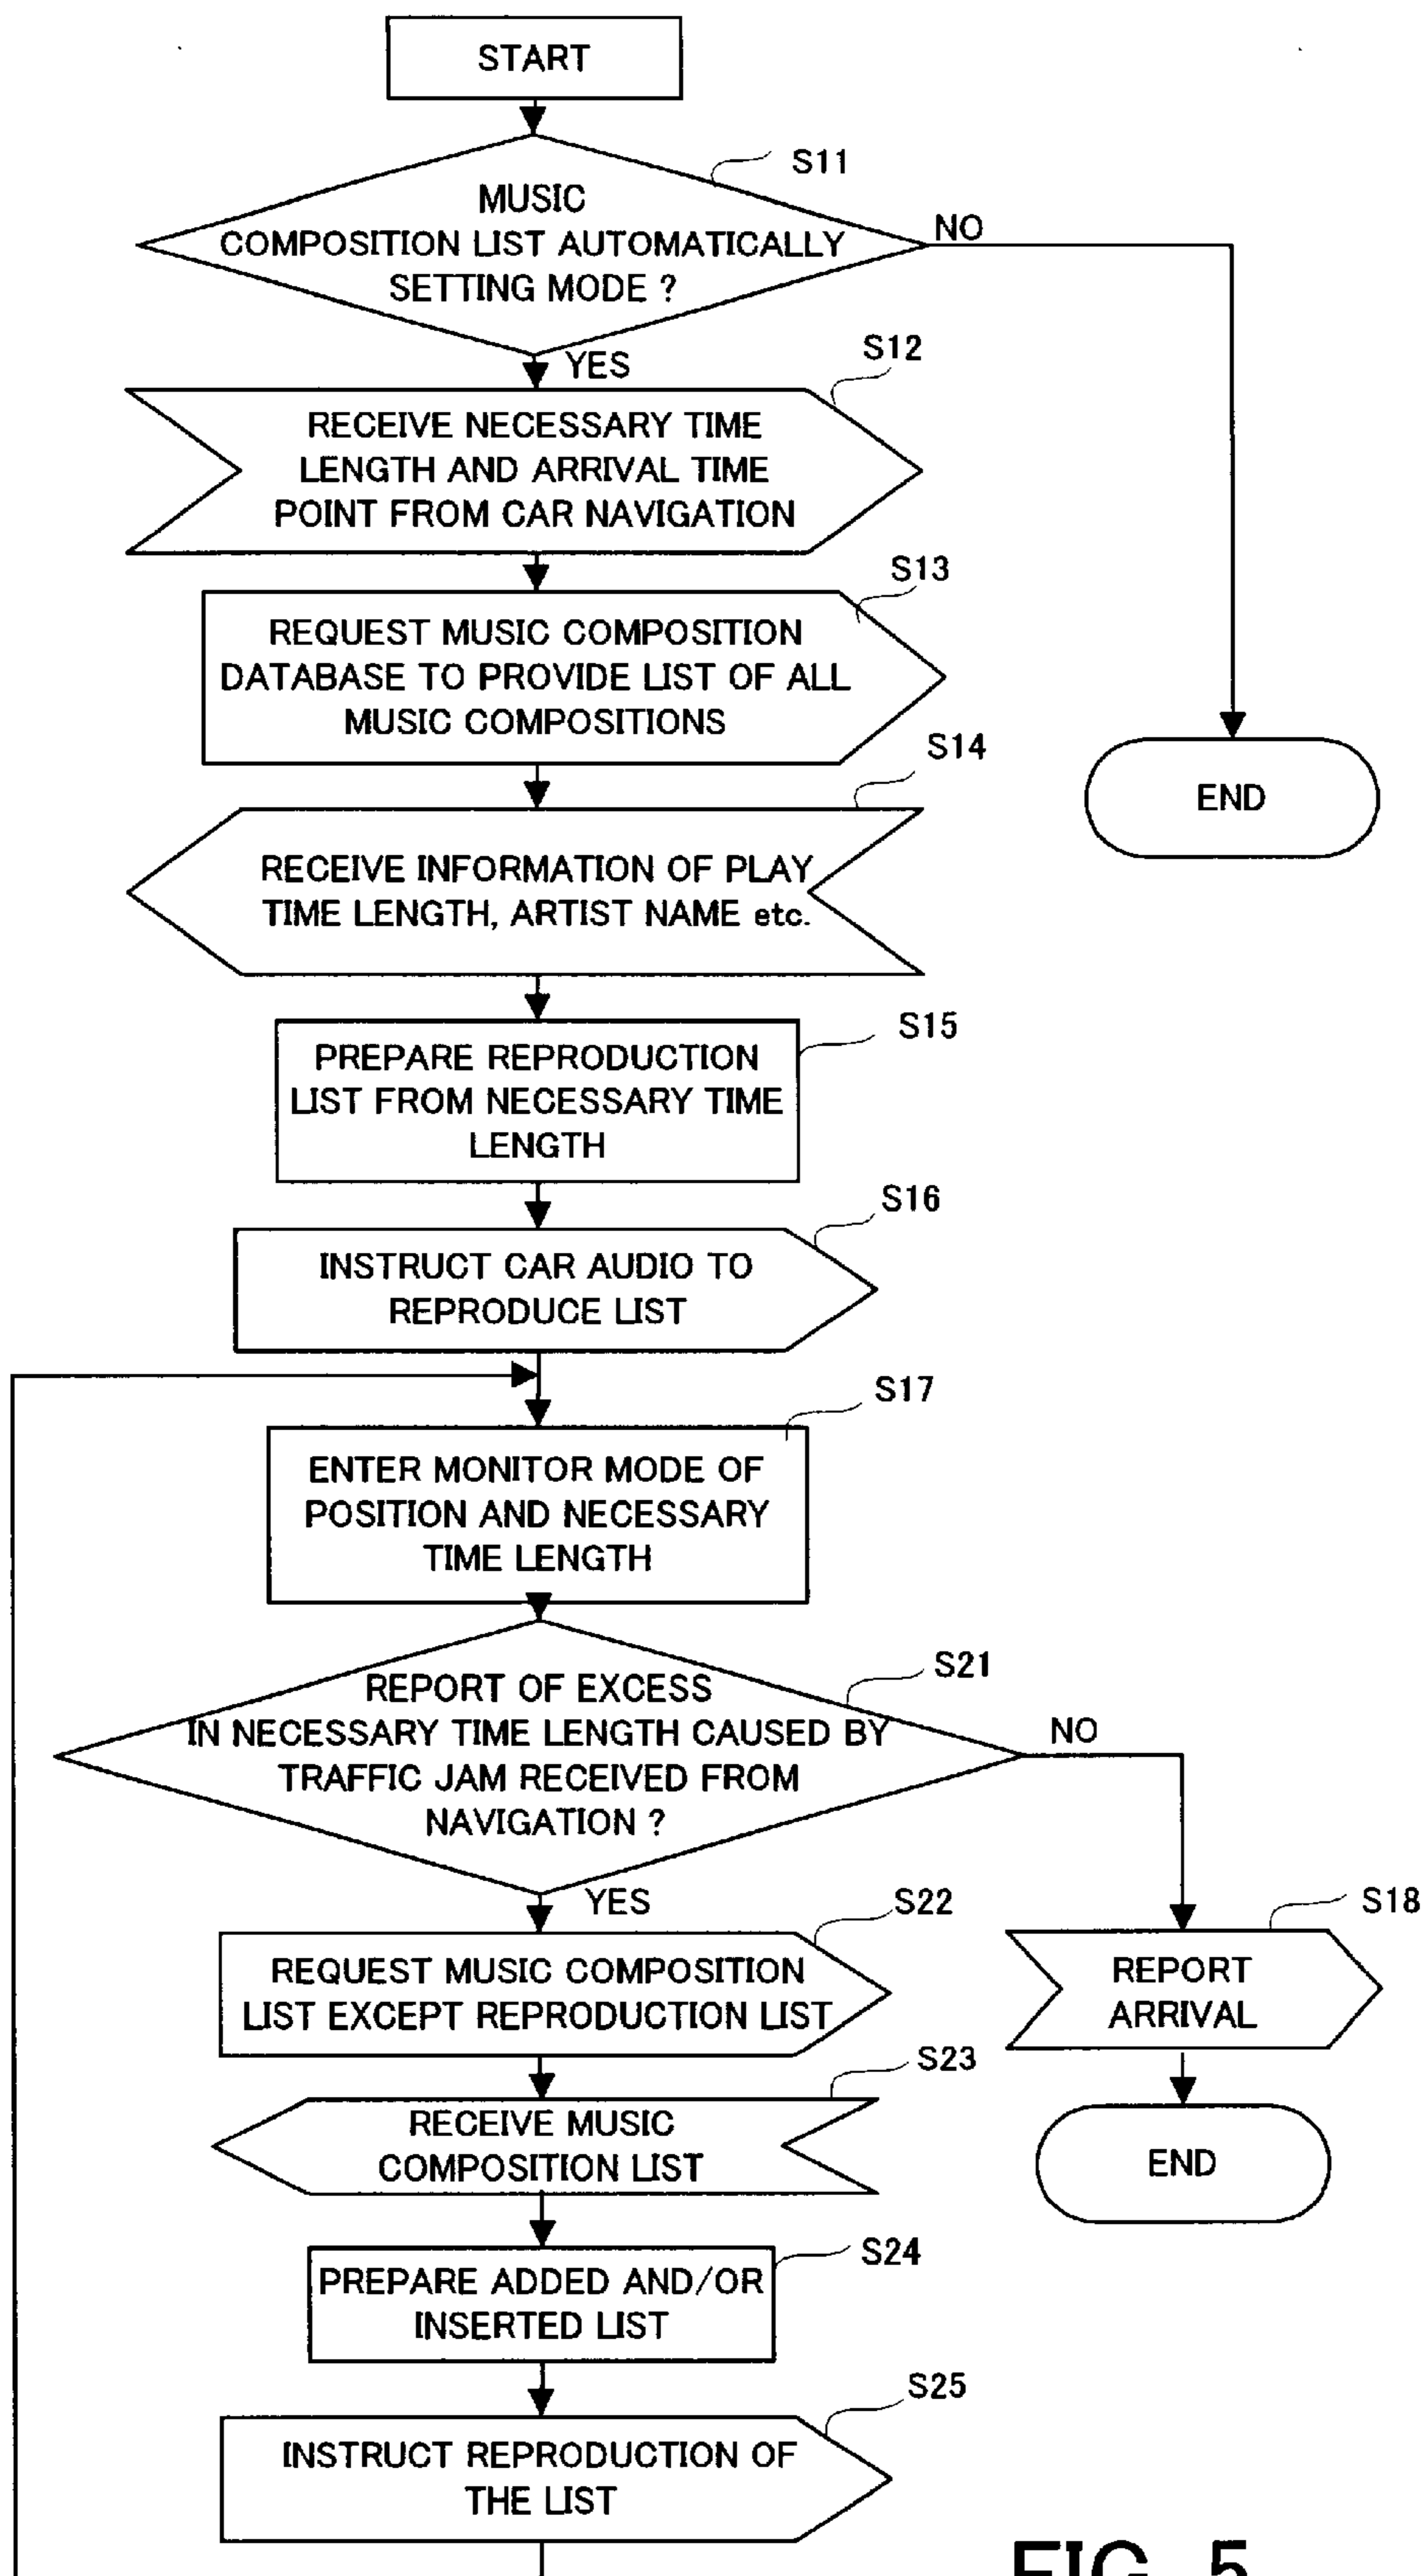 START
S11
MUSIC
COMPOSITION LIST AUTOMATICALLY
SETTING MODE ?
NO
YES
S12
RECEIVE NECESSARY TIME
LENGTH AND ARRIVAL TIME
POINT FROM CAR NAVIGATION
S13
REQUEST MUSIC COMPOSITION
DATABASE TO PROVIDE LIST OF ALL
MUSIC COMPOSITIONS
S14
END
RECEIVE INFORMATION OF PLAY
TIME LENGTH, ARTIST NAME etc.
S15
PREPARE REPRODUCTION
LIST FROM NECESSARY TIME
LENGTH
S16
INSTRUCT CAR AUDIO TO
REPRODUCE LIST
S17
ENTER MONITOR MODE OF
POSITION AND NECESSARY
TIME LENGTH
S21
REPORT OF EXCESS
IN NECESSARY TIME LENGTH CAUSED BY
TRAFFIC JAM RECEIVED FROM
NAVIGATION ?
NO
YES
S22
REQUEST MUSIC COMPOSITION
LIST EXCEPT REPRODUCTION LIST
S18
REPORT
ARRIVAL
S23
RECEIVE MUSIC
COMPOSITION LIST
END
S24
PREPARE ADDED AND/OR
INSERTED LIST
S25
INSTRUCT REPRODUCTION OF
THE LIST
FIG. 5